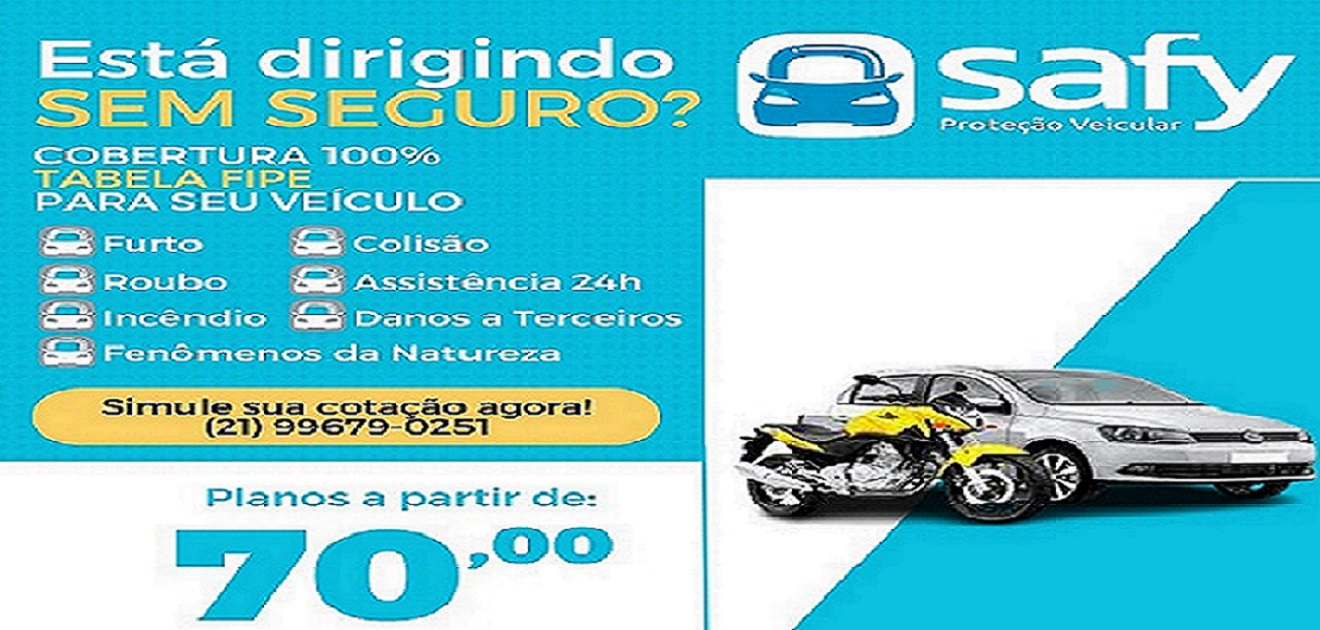 Está dirigindo
SEM SEGURO?
COBERTURA 100%
TABELA FIPE
PARA SEU VEÍCULO
Furto
Colisão
Roubo
Assistência 24h
Incêndio
Danos a Terceiros
Fenômenos da Natureza
Simule sua cotação agora!
(21) 99679-0251
Planos a partir de:
70,00
safy
Proteção Veicular